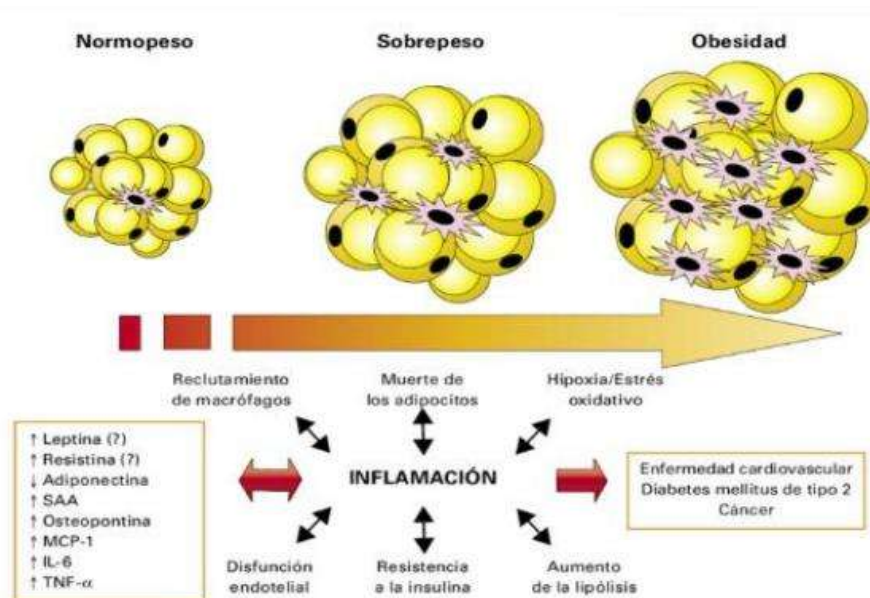 Normopeso
Sobrepeso
Obesidad
Reclutamiento
de macrófagos
Muerte de
los adipocitos
Hipoxia/Estrés
oxidativo
↑ Leptina (?)
↑ Resistina (?)
↓ Adiponectina
↑ SAA
↑ Osteopontina
↑ MCP-1
↑ IL-6
↑ TNF-α
INFLAMACIÓN
Enfermedad cardiovascular
Diabetes mellitus de tipo 2
Cáncer
Disfunción
endotelial
Resistencia
a la insulina
Aumento
de la lipólisis